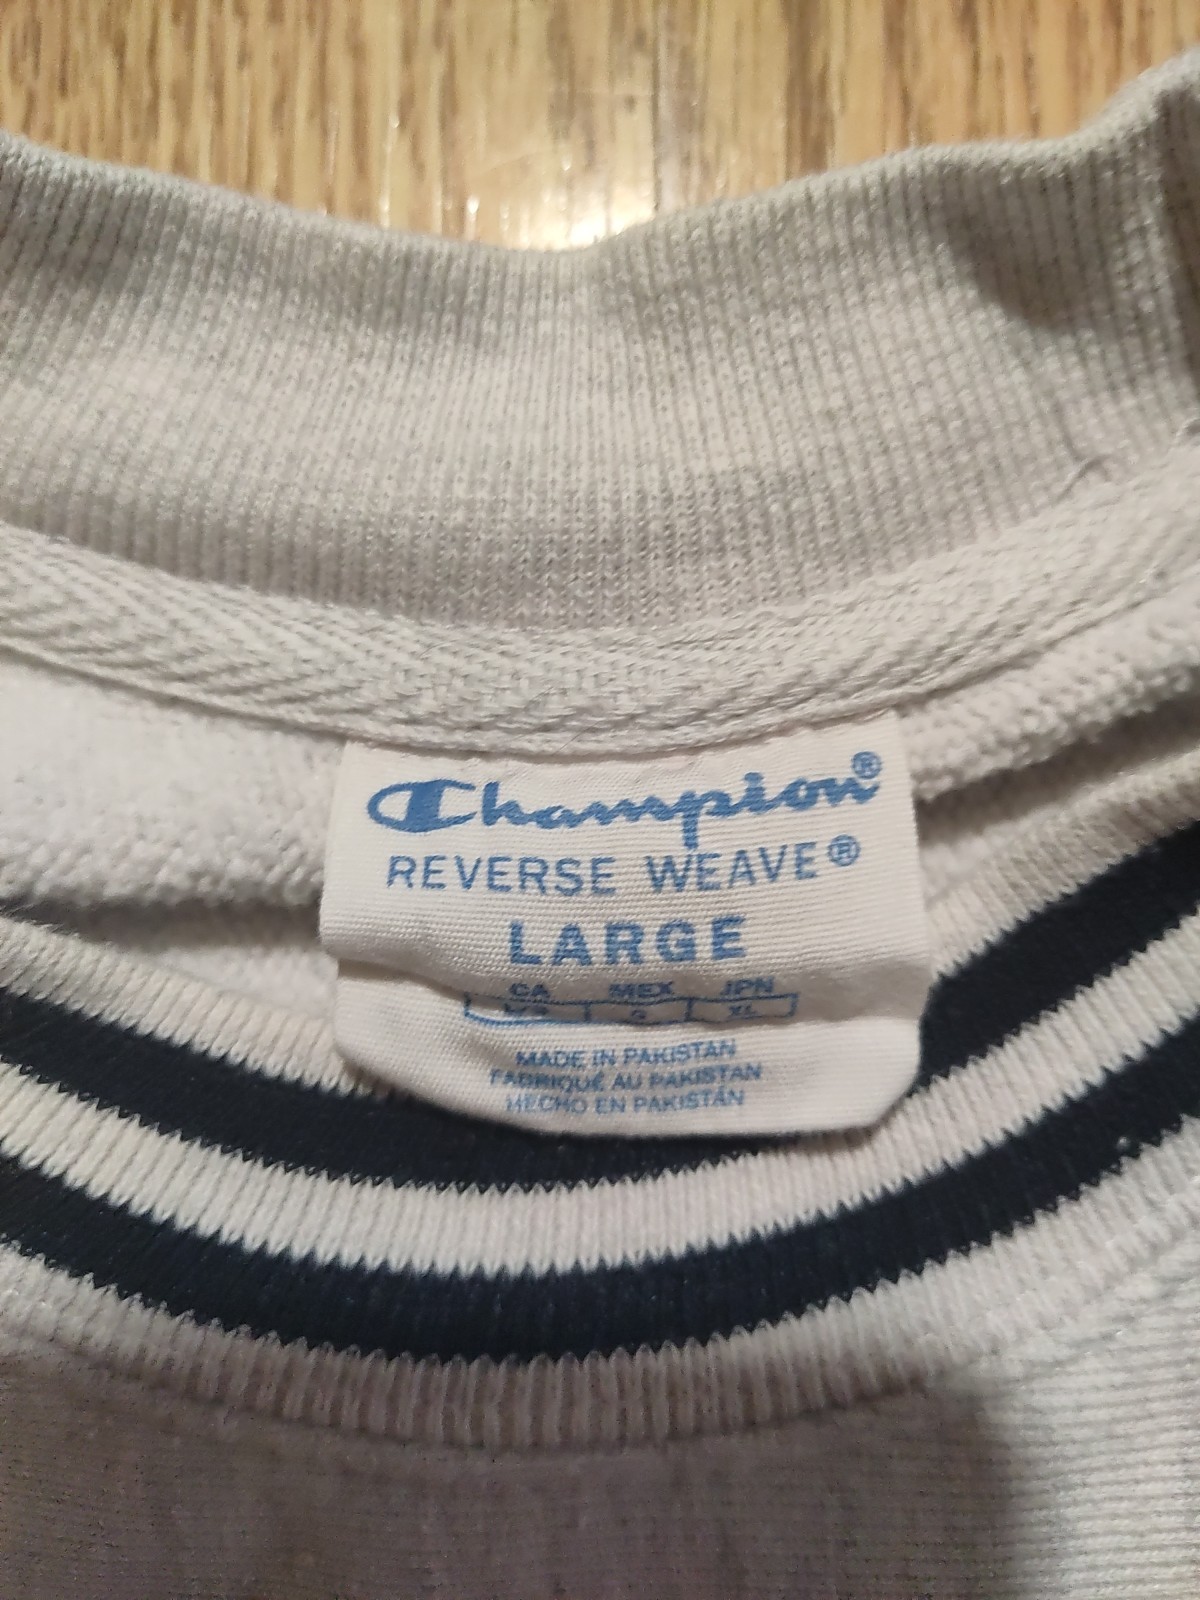 Champion®
REVERSE WEAVE®
LARGE
CA MEX JPN
G XL
MADE IN PAKISTAN
FABRIQUÉ AU PAKISTAN
HECHO EN PAKISTÁN